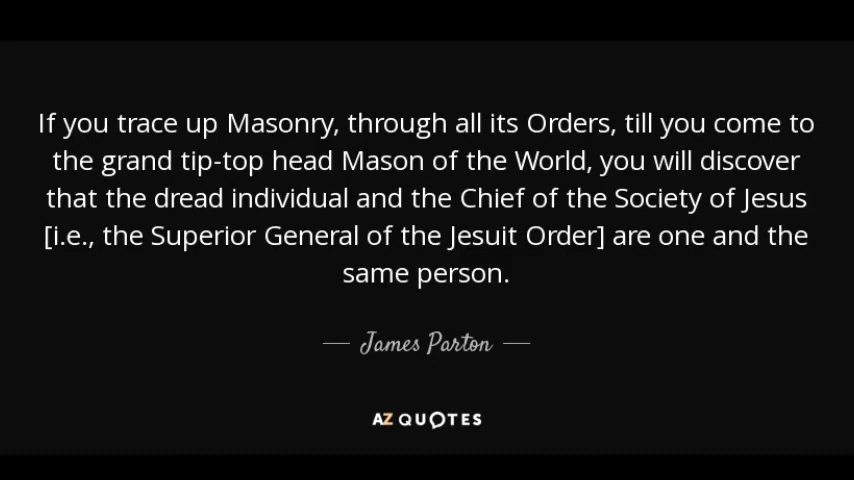 If you trace up Masonry, through all its Orders, till you come to
the grand tip-top head Mason of the World, you will discover
that the dread individual and the Chief of the Society of Jesus
[i.e., the Superior General of the Jesuit Order] are one and the
same person.
James Parton
AZ QUOTES